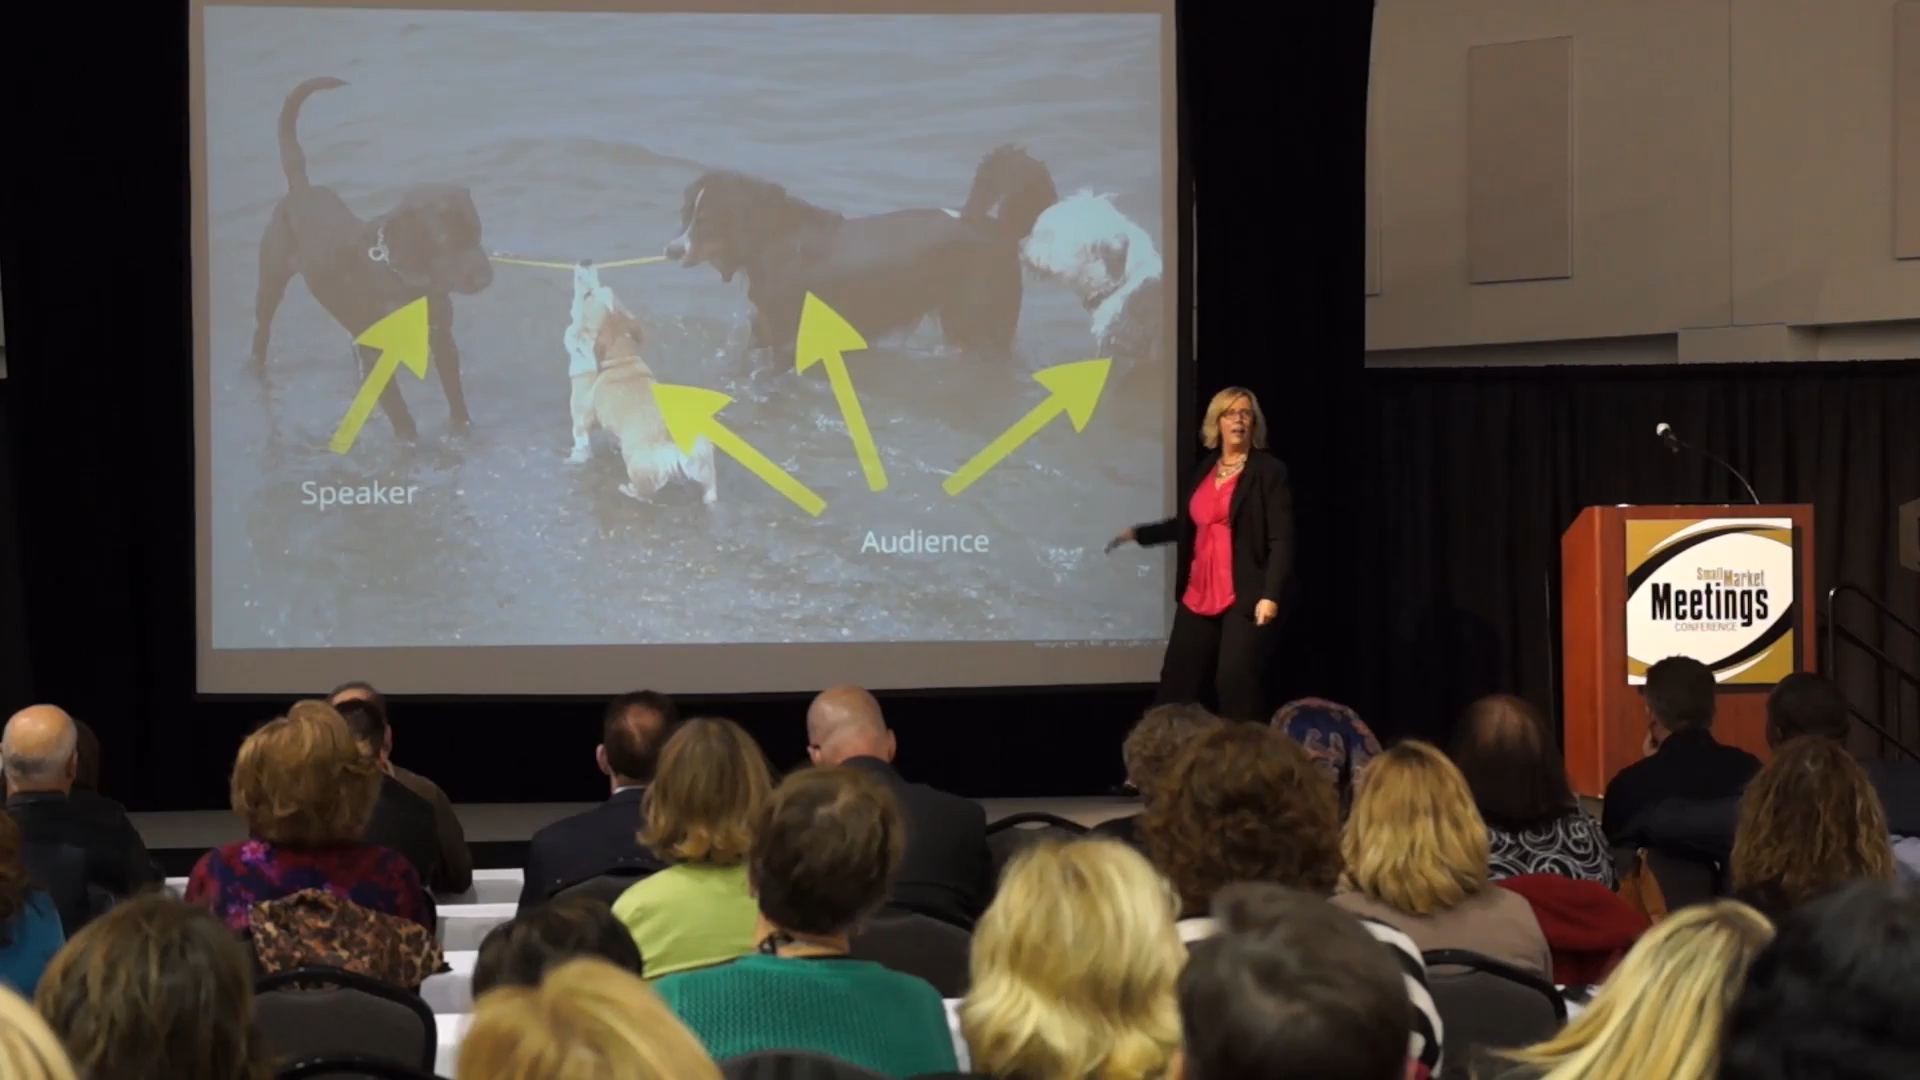 Speaker
Audience
Small Market
Meetings
CONFERENCE